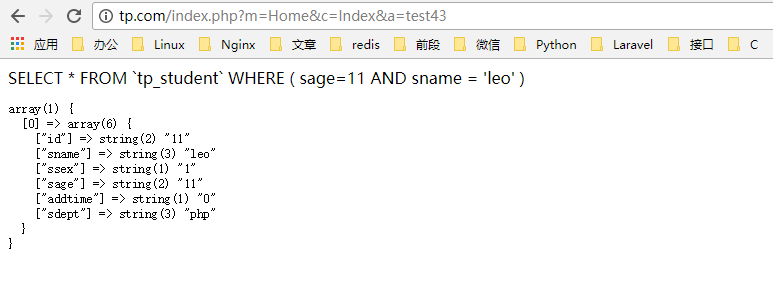 tp.com/index.php?m=Home&c=Index&a=test43
应用 办公 Linux Nginx 文章 redis 前段 微信 Python Laravel 接口 C
SELECT * FROM `tp_student` WHERE ( sage=11 AND sname = 'leo' )
array(1) {
  [0] => array(6) {
    ["id"] => string(2) "11"
    ["sname"] => string(3) "leo"
    ["ssex"] => string(1) "1"
    ["sage"] => string(2) "11"
    ["addtime"] => string(1) "0"
    ["sdept"] => string(3) "php"
  }
}